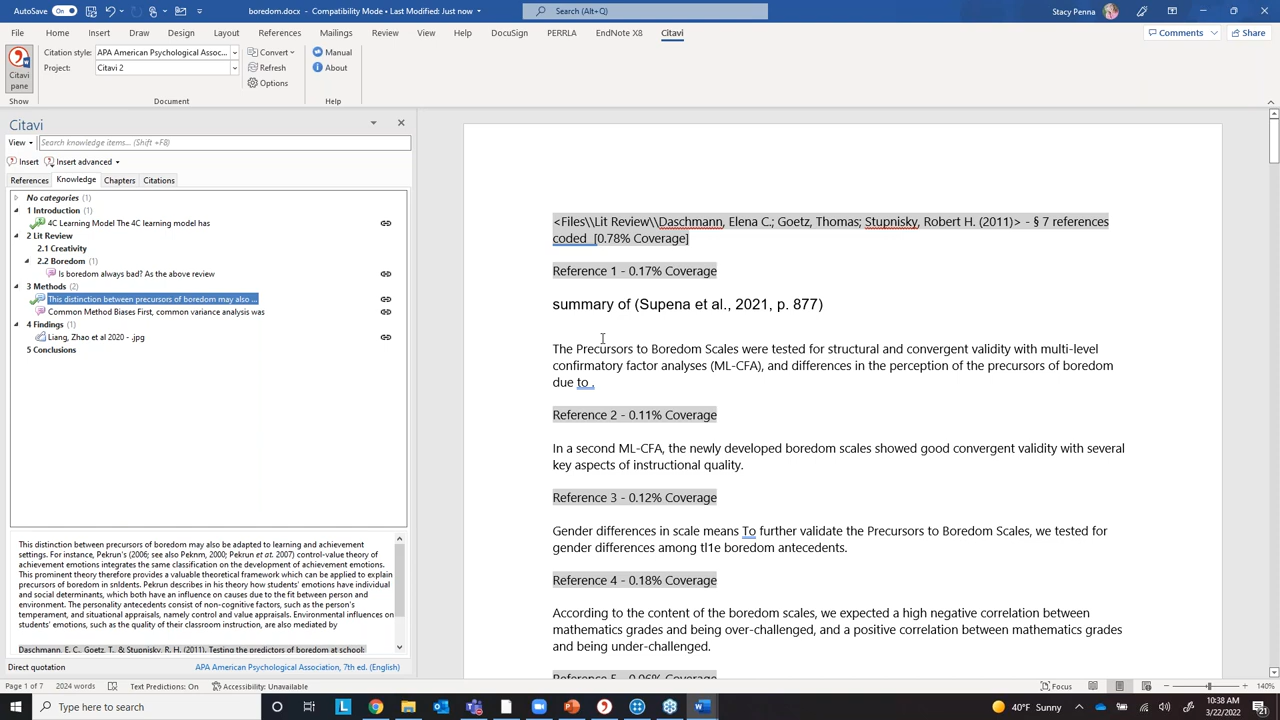 AutoSave On boredom.docx • Last Modified: Just now Search (Alt+Q) Stacy Penna
File Home Insert Draw Design Layout References Mailings Review View Help DocuSign PERRLA EndNote X8 Citavi Comments Share
Citation style: APA American Psychological Assoc... Convert Manual
Citavi pane Project: Citavi 2 Refresh About
Options
Show Document Help
Citavi
View Search knowledge items... (Shift +F8)
Insert Insert advanced
References Knowledge Chapters Citations
No categories (1)
1 Introduction (1)
4C Learning Model The 4C learning model has
2 Lit Review
2.1 Creativity
2.2 Boredom (1)
Is boredom always bad? As the above review
3 Methods (2)
This distinction between precursors of boredom may also ...
Common Method Biases First, common variance analysis was
4 Findings (1)
Liang, Zhao et al 2020 - .jpg
5 Conclusions
This distinction between precursors of boredom may also be adapted to learning and achievement
settings. For instance, Pekrun's (2006; see also Peknm, 2000; Pekrun et at. 2007) control-value theory of
achievement emotions integrates the same classification on the development of achievement emotions.
This prominent theory therefore provides a valuable theoretical framework which can be applied to explain
precursors of boredom in snldents. Pekrun describes in his theory how students' emotions have individual
and social determinants, which both have an influence on causes due to the fit between person and
environment. The personality antecedents consist of non-cognitive factors, such as the person's
temperament, and situational appraisals, namely control and value appraisals. Environmental influences on
students' emotions, such as the quality of their classroom instruction, are also mediated by
Daschmann, E. C., Goetz, T., & Stupnisky, R. H. (2011). Testing the predictors of boredom at school:
Direct quotation APA American Psychological Association, 7th ed. (English)
<Files\\Lit Review\\Daschmann, Elena C.; Goetz, Thomas; Stupnisky, Robert H. (2011)> - § 7 references
coded [0.78% Coverage]
Reference 1 - 0.17% Coverage
summary of (Supena et al., 2021, p. 877)
The Precursors to Boredom Scales were tested for structural and convergent validity with multi-level
confirmatory factor analyses (ML-CFA), and differences in the perception of the precursors of boredom
due to .
Reference 2 - 0.11% Coverage
In a second ML-CFA, the newly developed boredom scales showed good convergent validity with several
key aspects of instructional quality.
Reference 3 - 0.12% Coverage
Gender differences in scale means To further validate the Precursors to Boredom Scales, we tested for
gender differences among tl1e boredom antecedents.
Reference 4 - 0.18% Coverage
According to the content of the boredom scales, we expected a high negative correlation between
mathematics grades and being over-challenged, and a positive correlation between mathematics grades
and being under-challenged.
Reference 5 - 0.06% Coverage
Page 1 of 7 2024 words Text Predictions: On Accessibility: Unavailable Focus 140%
Type here to search 40°F Sunny 10:38 AM
3/22/2022